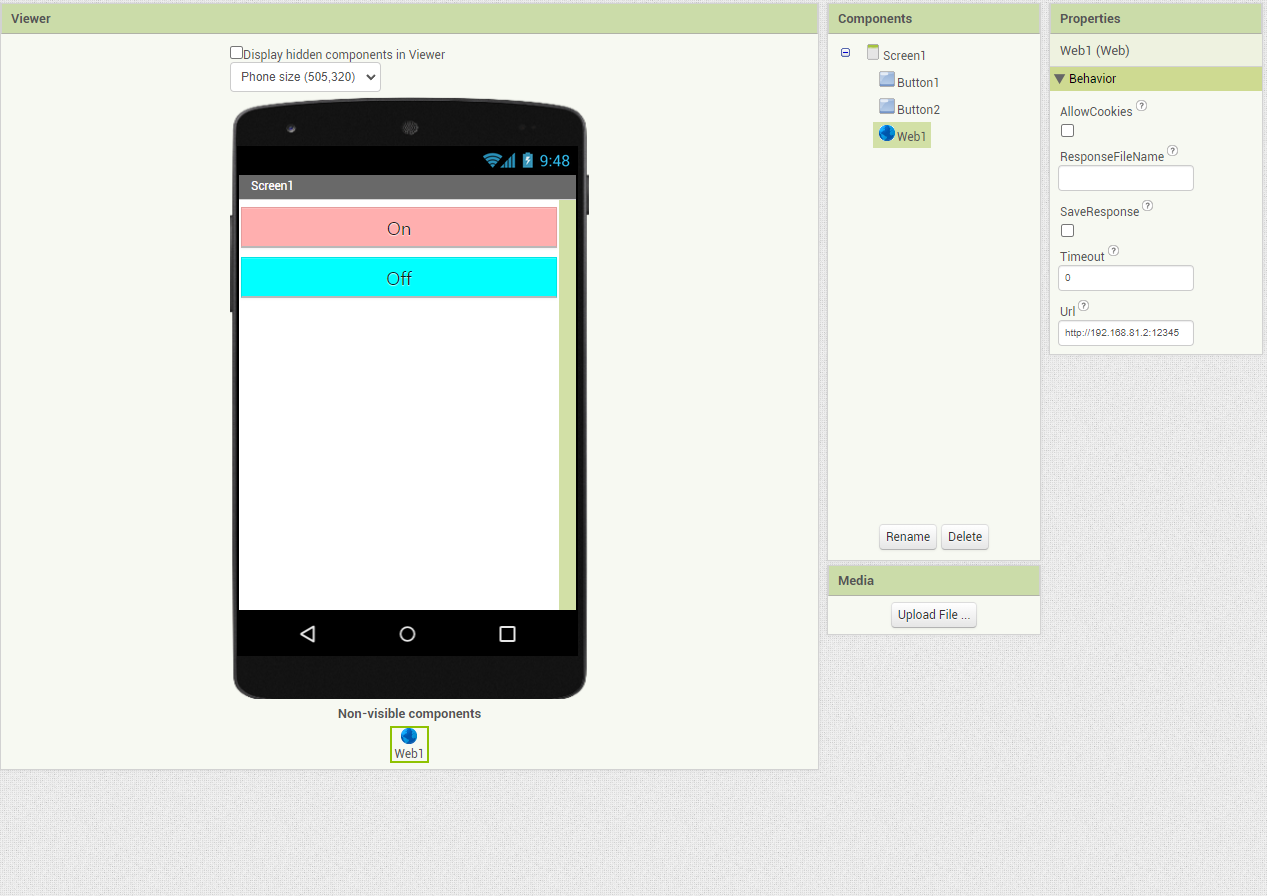 Viewer
Display hidden components in Viewer
Phone size (505,320)
9:48
Screen1
On
Off
Non-visible components
Web1
Components
Screen1
Button1
Button2
Web1
Rename
Delete
Media
Upload File ...
Properties
Web1 (Web)
Behavior
AllowCookies ?
ResponseFileName ?
SaveResponse ?
Timeout ?
0
Url ?
http://192.168.81.2:12345